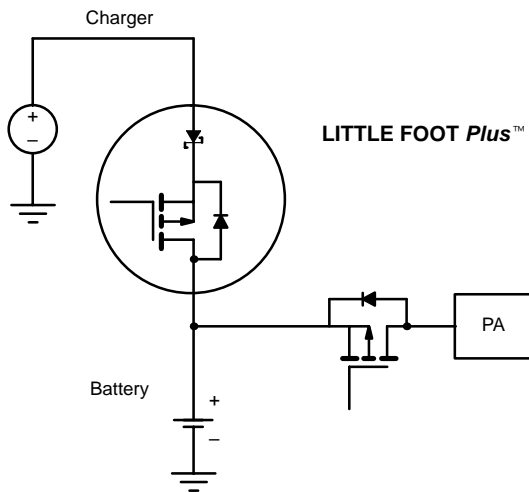 Charger
+
–
LITTLE FOOT Plus™
PA
Battery
+
–